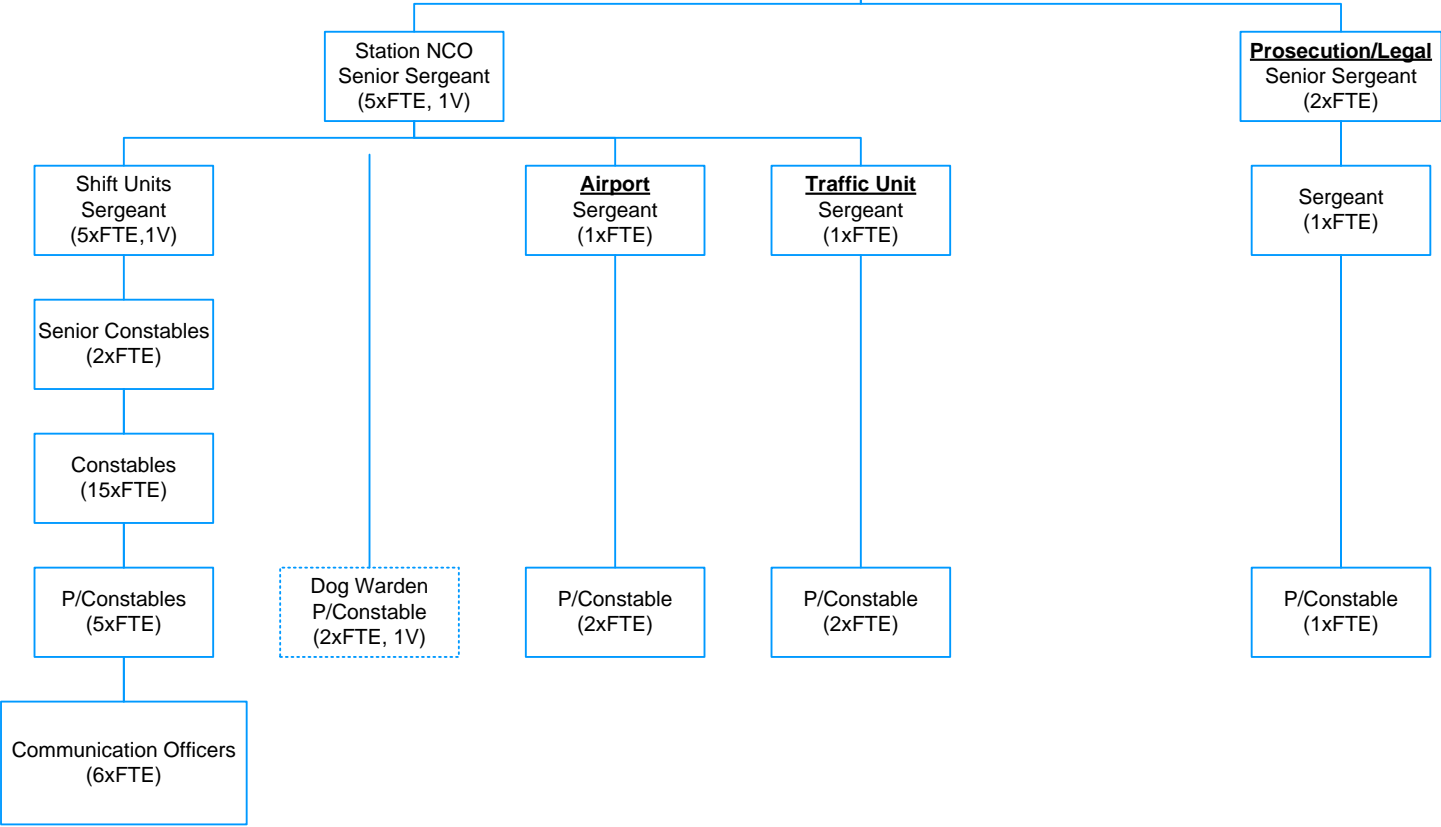 Station NCO
Senior Sergeant
(5xFTE, 1V)
Prosecution/Legal
Senior Sergeant
(2xFTE)
Shift Units
Sergeant
(5xFTE,1V)
Airport
Sergeant
(1xFTE)
Traffic Unit
Sergeant
(1xFTE)
Sergeant
(1xFTE)
Senior Constables
(2xFTE)
Constables
(15xFTE)
P/Constables
(5xFTE)
Dog Warden
P/Constable
(2xFTE, 1V)
P/Constable
(2xFTE)
P/Constable
(2xFTE)
P/Constable
(1xFTE)
Communication Officers
(6xFTE)